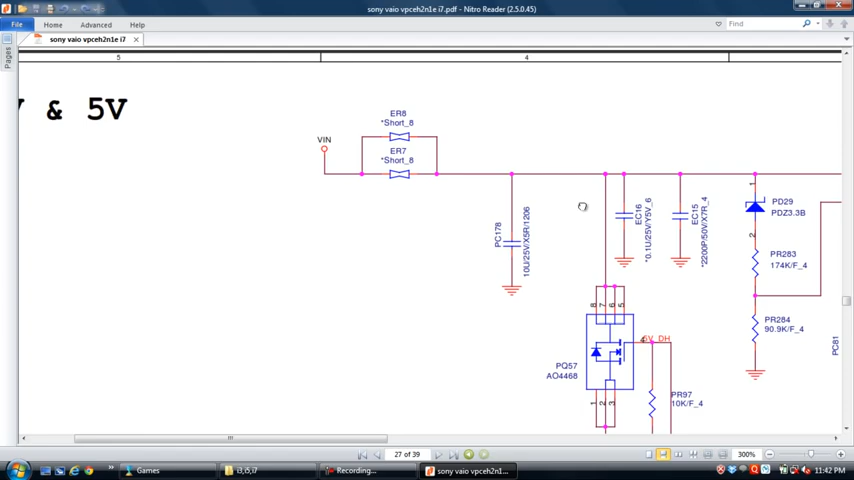 sony vaio vpceh2n1e i7.pdf - Nitro Reader (2.5.0.45)
File Home Advanced Help
Find
sony vaio vpceh2n1e i7
Pages
5 4
& 5V
VIN
ER8
*Short_8
ER7
*Short_8
PC178
10U/25V/X5R/1206
EC16
*0.1U/25V/Y5V_6
EC15
*2200P/50V/X7R_4
1
PD29
PDZ3.3B
2
PR283
174K/F_4
PR284
90.9K/F_4
PC81
8 7 6 5
4
5V_DH
PQ57
AO4468
1 2 3
PR97
10K/F_4
27 of 39
300%
Games
i3,i5,i7
Recording...
sony vaio vpceh2n1...
11:42 PM